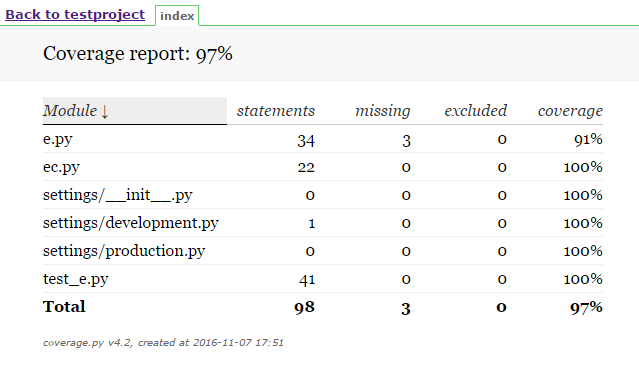 Back to testproject index
Coverage report: 97%
Module ↓ statements missing excluded coverage
e.py 34 3 0 91%
ec.py 22 0 0 100%
settings/__init__.py 0 0 0 100%
settings/development.py 1 0 0 100%
settings/production.py 0 0 0 100%
test_e.py 41 0 0 100%
Total 98 3 0 97%
coverage.py v4.2, created at 2016-11-07 17:51